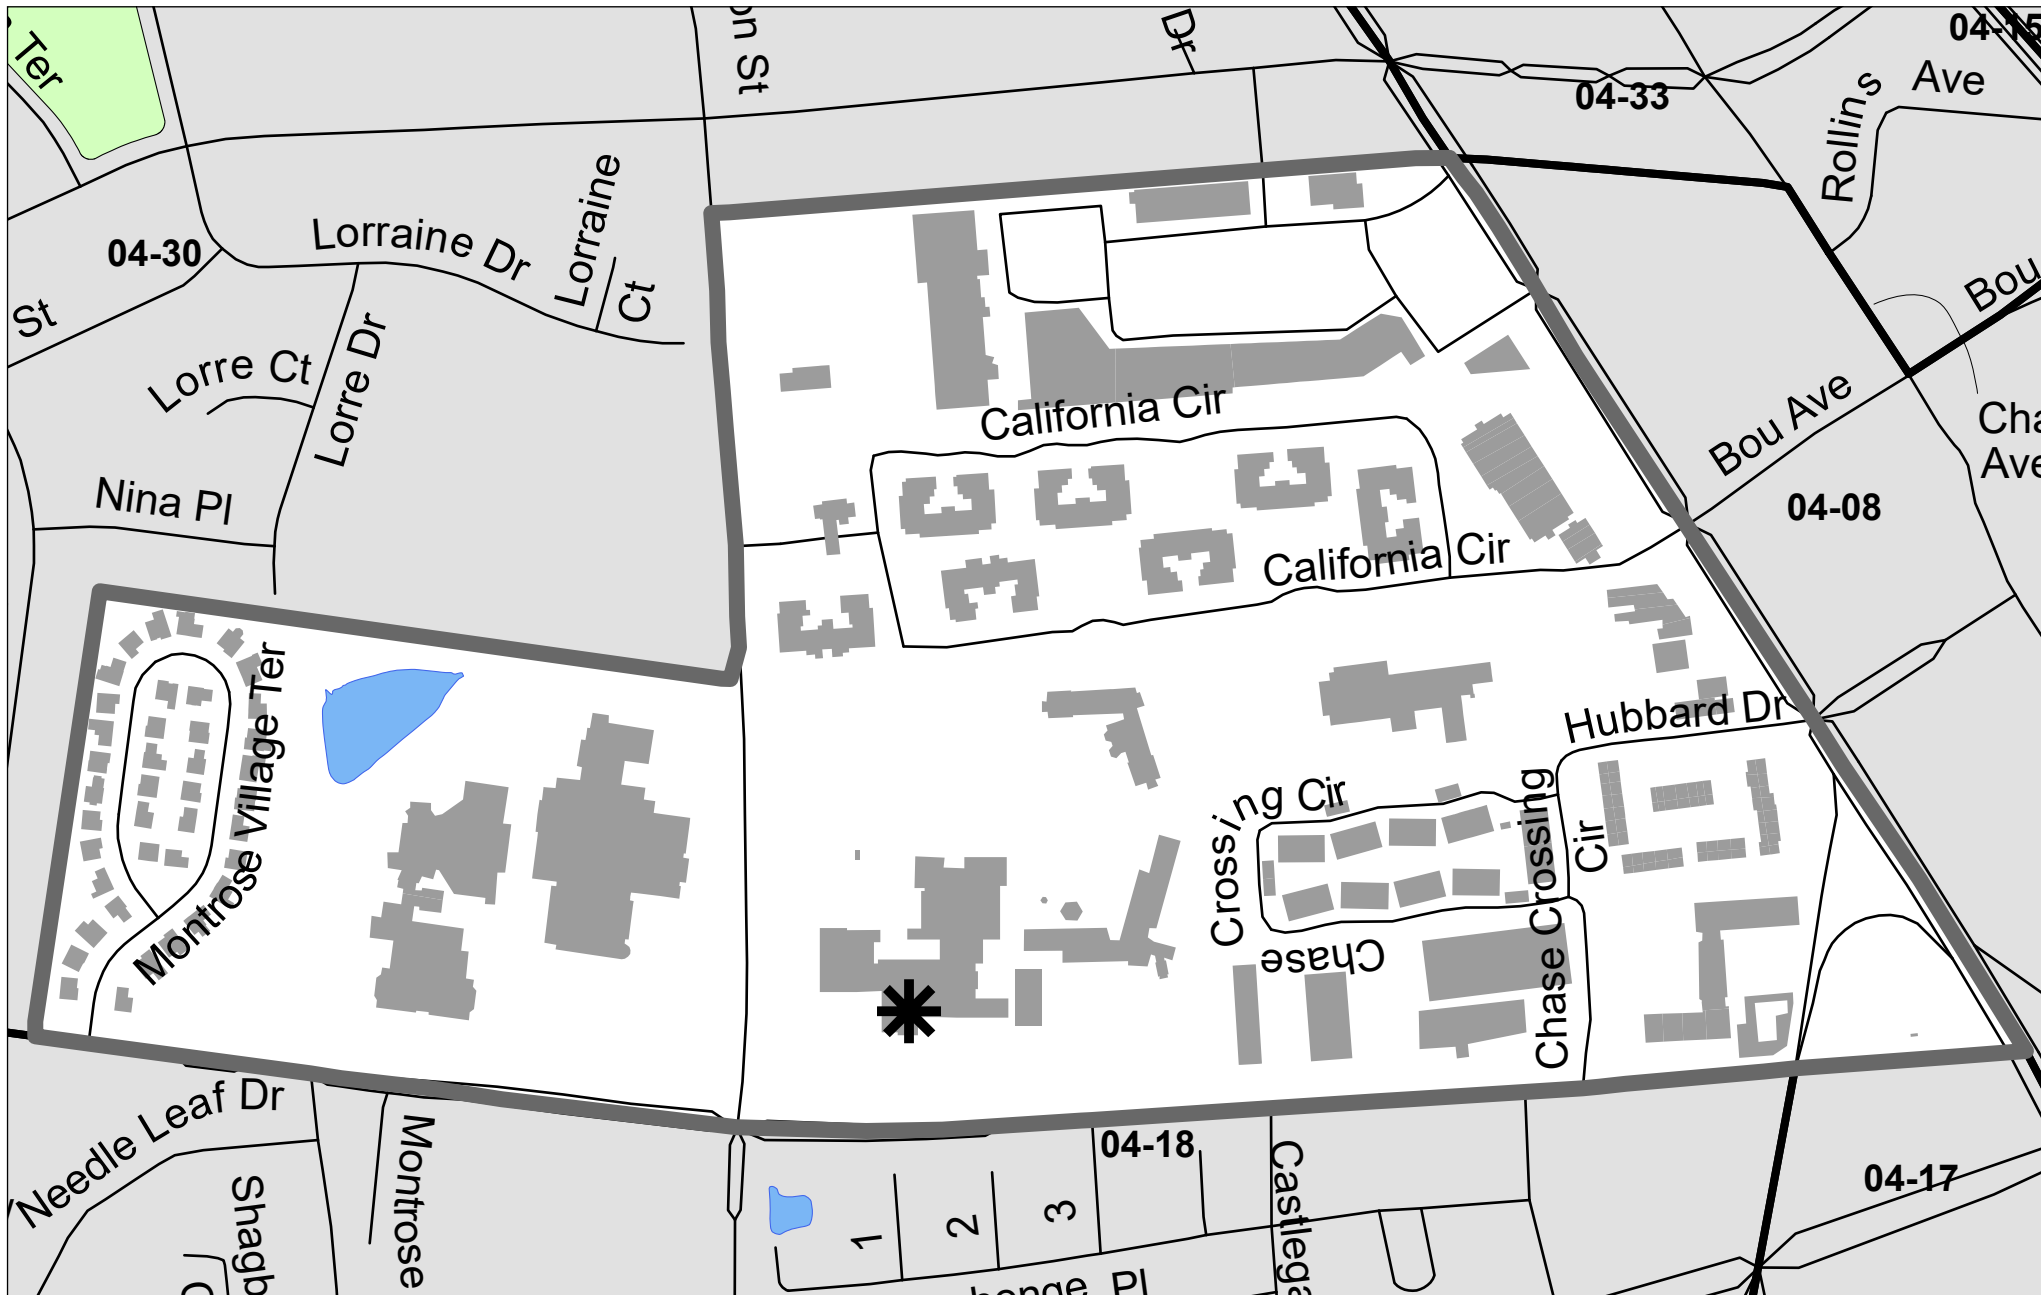 Ter
on St
Dr
04-15
04-33
Ave
Rollins
Lorraine
Ct
Lorraine Dr
04-30
St
Lorre Ct
Lorre Dr
Nina Pl
Bou
Bou Ave
Cha
Ave
04-08
California Cir
California Cir
Hubbard Dr
Montrose Village Ter
Crossing Cir
Chase
Chase Crossing
Cir
Needle Leaf Dr
Montrose
04-18
04-17
Shagb
1
2
3
Castlega
Pl